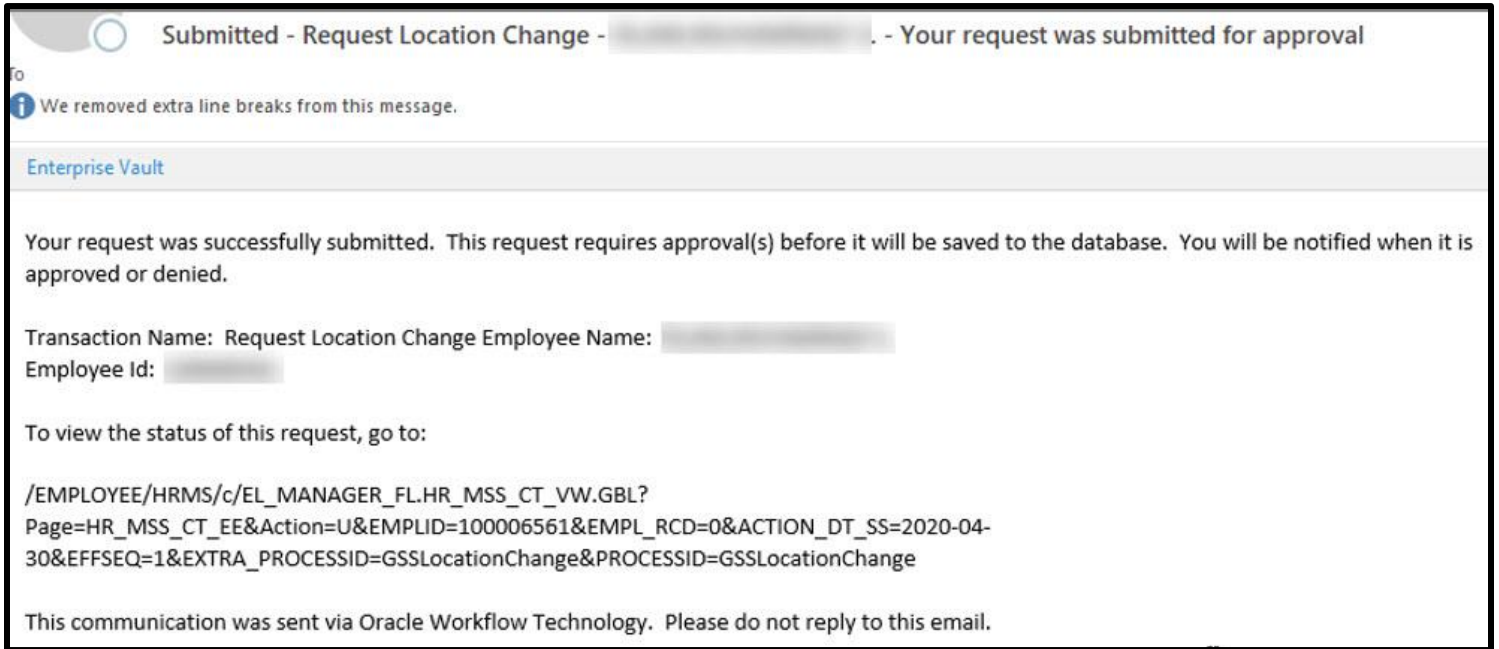 Submitted - Request Location Change - . - Your request was submitted for approval
To
We removed extra line breaks from this message.
Enterprise Vault
Your request was successfully submitted. This request requires approval(s) before it will be saved to the database. You will be notified when it is
approved or denied.
Transaction Name: Request Location Change Employee Name:
Employee Id:
To view the status of this request, go to:
/EMPLOYEE/HRMS/c/EL_MANAGER_FL.HR_MSS_CT_VW.GBL?
Page=HR_MSS_CT_EE&Action=U&EMPLID=100006561&EMPL_RCD=0&ACTION_DT_SS=2020-04-
30&EFFSEQ=1&EXTRA_PROCESSID=GSSLocationChange&PROCESSID=GSSLocationChange
This communication was sent via Oracle Workflow Technology. Please do not reply to this email.